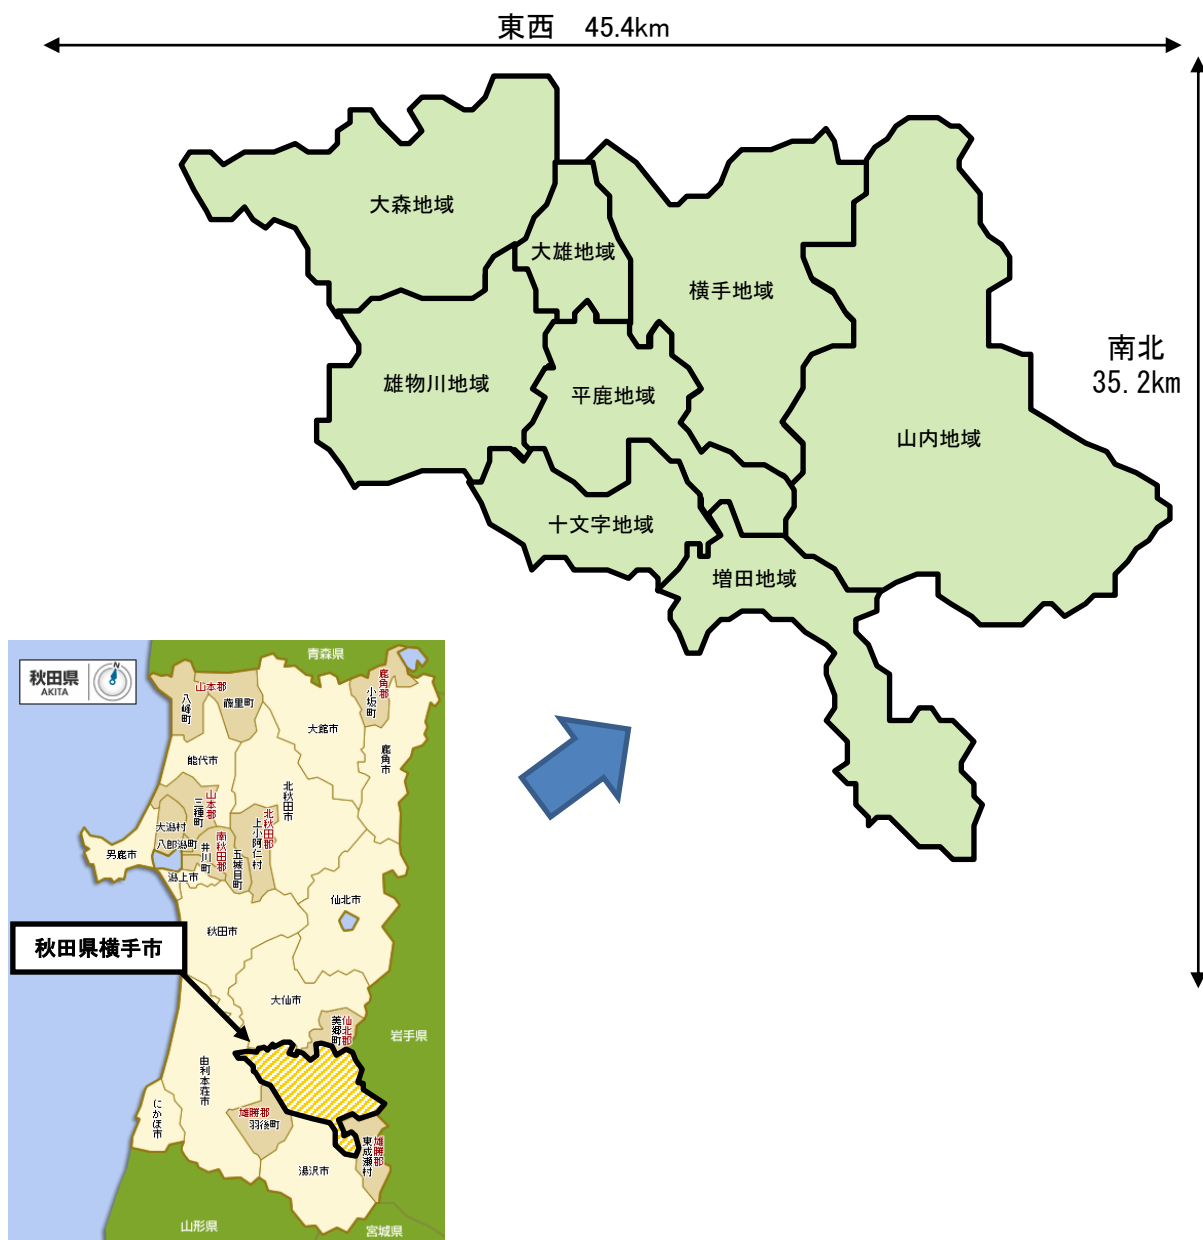 東西 45.4km
大森地域
大雄地域
横手地域
南北
35.2km
雄物川地域
平鹿地域
山内地域
十文字地域
増田地域
秋田県
AKITA
N
青森県
山本郡
八峰町
藤里町
鹿角郡
小坂町
大館市
鹿角市
能代市
北秋田市
山本郡
三種町
大潟村
八郎潟町
北秋田郡
上小阿仁村
南秋田郡
井川町
五城目町
男鹿市
潟上市
仙北市
秋田市
秋田県横手市
大仙市
仙北郡
美郷町
岩手県
由利本荘市
にかほ市
雄勝郡
羽後町
雄勝郡
東成瀬村
湯沢市
山形県
宮城県